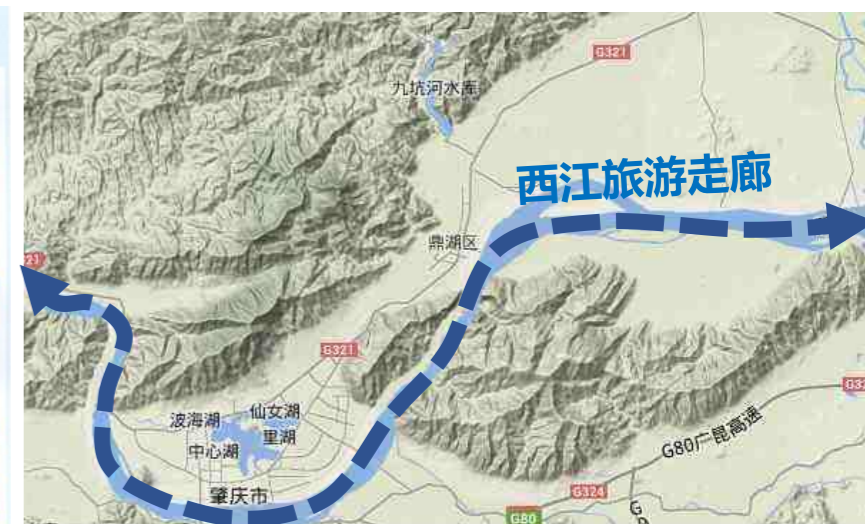 G321
九坑河水库
西江旅游走廊
鼎湖区
G321
仙女湖
波海湖
里湖
中心湖
G80广昆高速
肇庆市
G324
G80